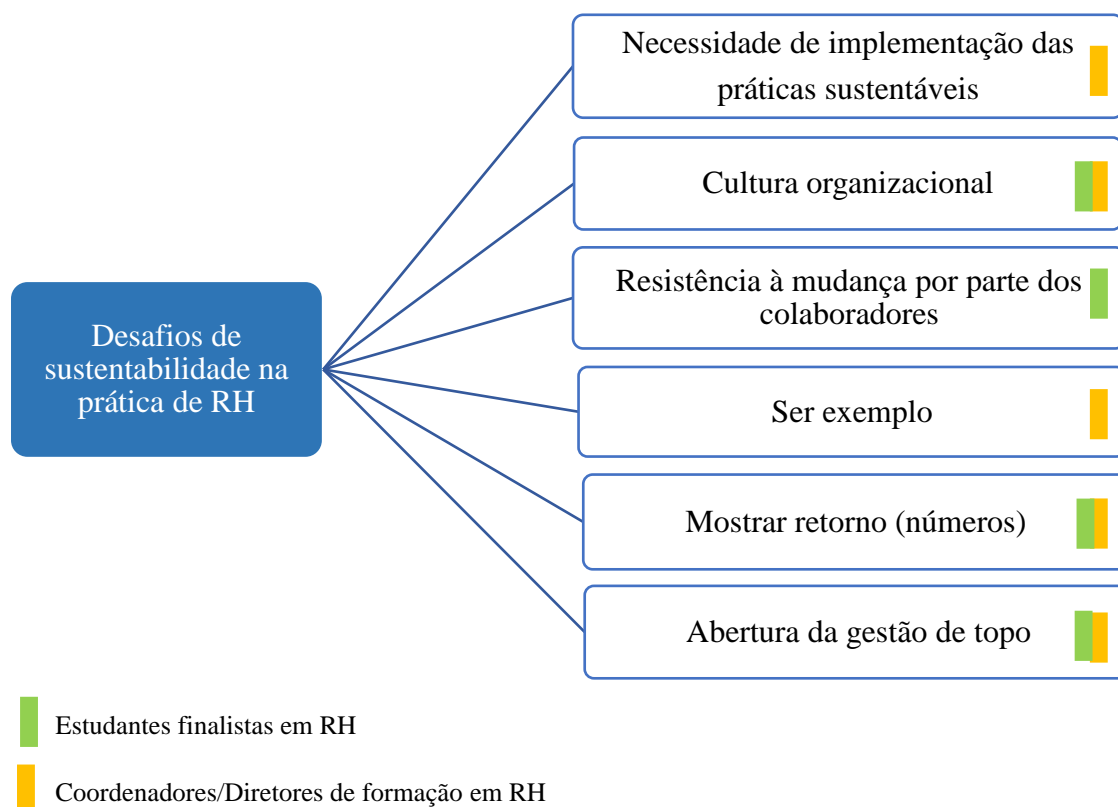 Necessidade de implementação das
práticas sustentáveis
Cultura organizacional
Resistência à mudança por parte dos
colaboradores
Desafios de
sustentabilidade na
prática de RH
Ser exemplo
Mostrar retorno (números)
Abertura da gestão de topo
Estudantes finalistas em RH
Coordenadores/Diretores de formação em RH